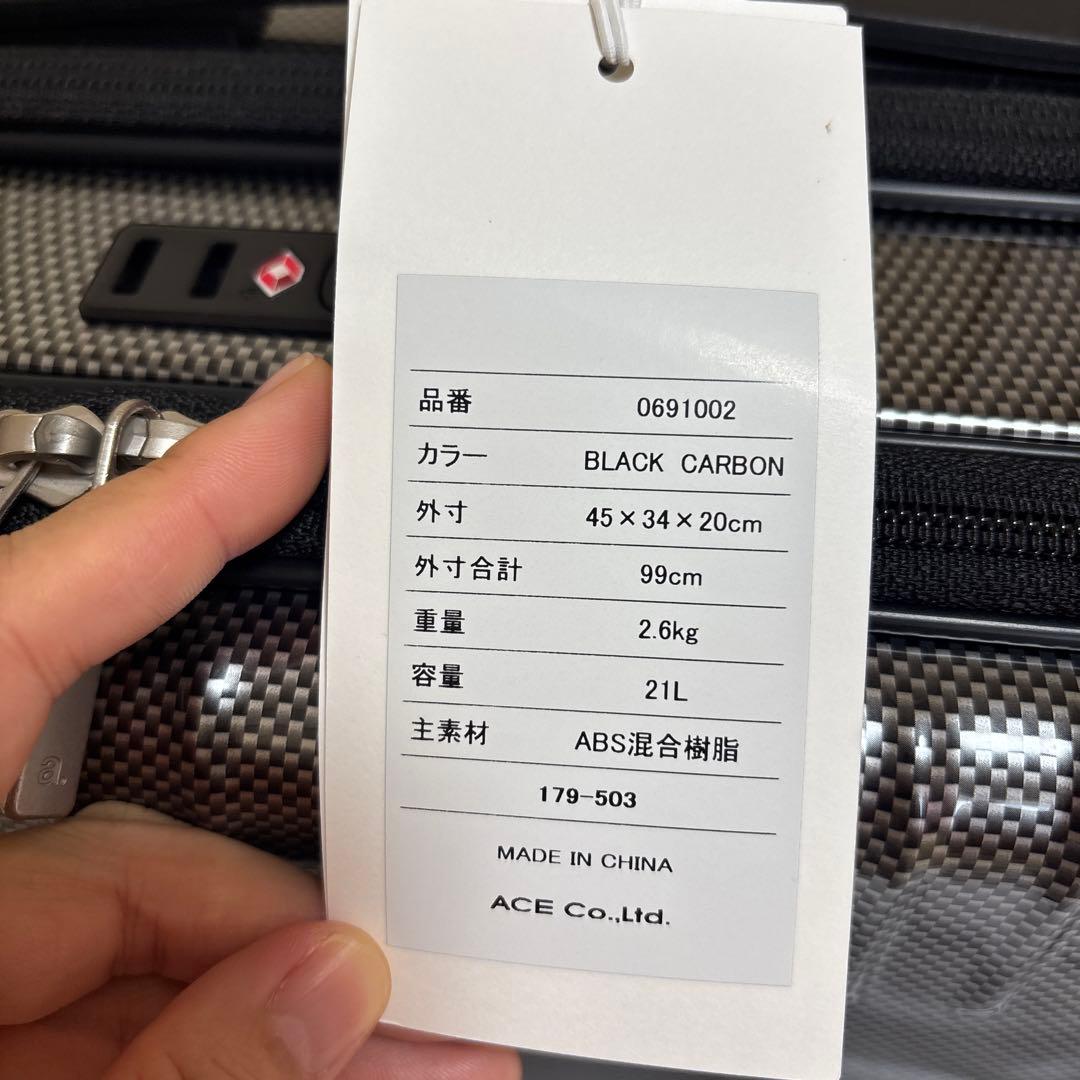 品番 0691002
カラー BLACK CARBON
外寸 45×34×20cm
外寸合計 99cm
重量 2.6kg
容量 21L
主素材 ABS混合樹脂
179-503
MADE IN CHINA
ACE Co.,Ltd.
a.